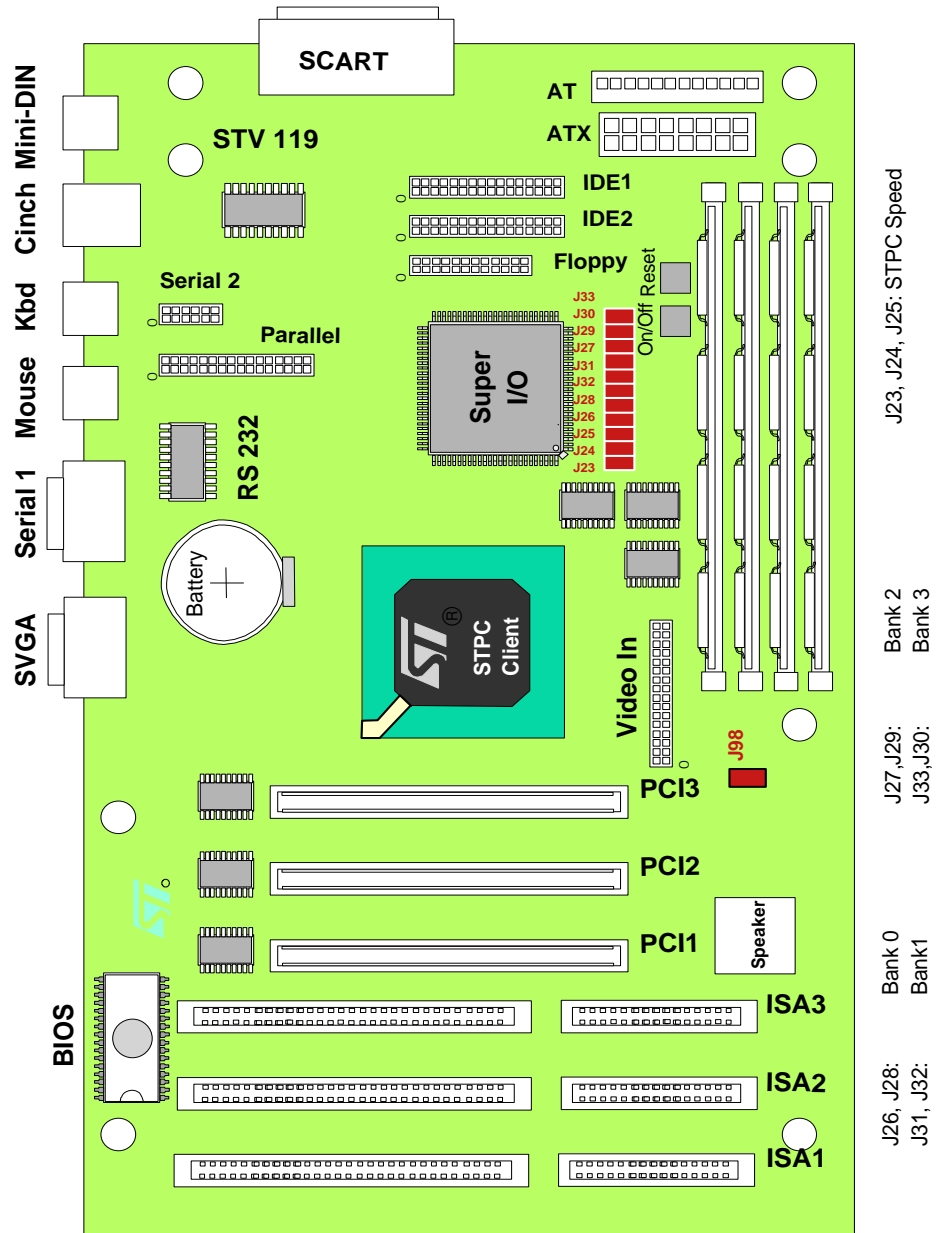 SCART
AT
ATX
STV 119
IDE1
IDE2
Floppy
Mini-DIN
Cinch
Kbd
Mouse
Serial 1
SVGA
Serial 2
Parallel
RS 232
Battery
Super
I/O
J33
J30
J29
J27
J31
J32
J28
J26
J25
J24
J23
On/Off
Reset
ST
®
STPC
Client
Video In
J98
PCI3
PCI2
PCI1
Speaker
ST
BIOS
ISA3
ISA2
ISA1
J26, J28: Bank 0 J27,J29: Bank 2 J23, J24, J25: STPC Speed
J31, J32: Bank1 J33,J30: Bank 3